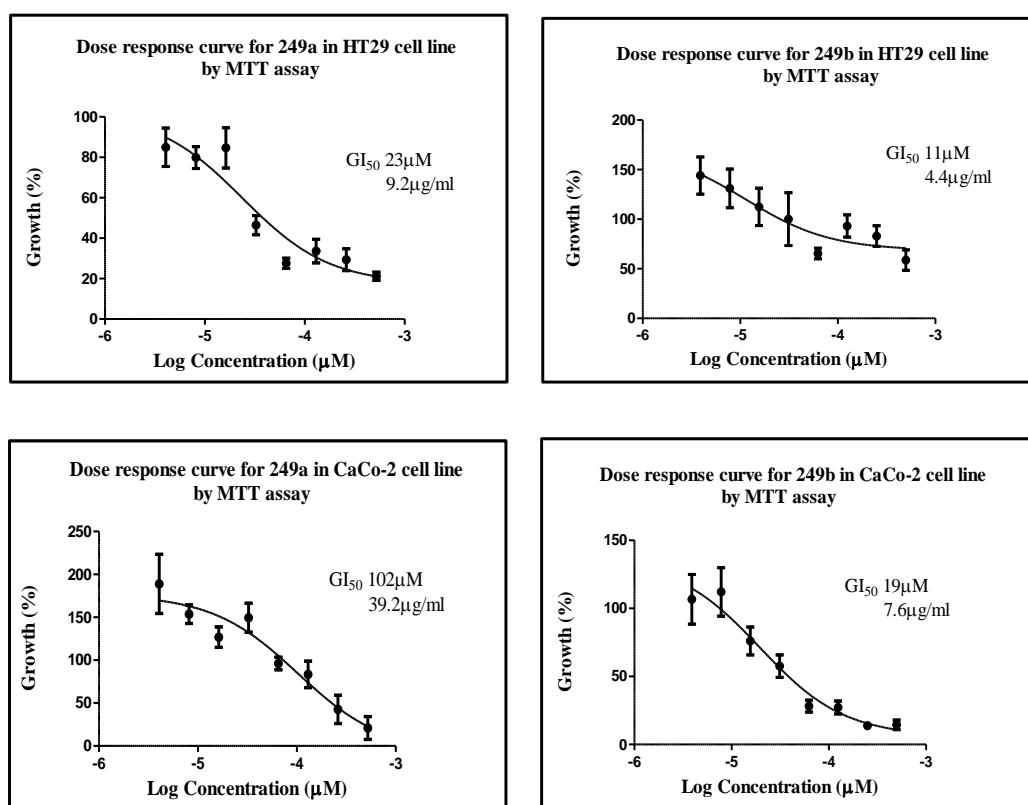 Dose response curve for 249a in HT29 cell line
by MTT assay
100
80
60
40
20
0
Growth (%)
GI50 23µM
9.2µg/ml
-6
-5
-4
-3
Log Concentration (µM)
Dose response curve for 249b in HT29 cell line
by MTT assay
200
150
100
50
0
Growth (%)
GI50 11µM
4.4µg/ml
-6
-5
-4
-3
Log Concentration (µM)
Dose response curve for 249a in CaCo-2 cell line
by MTT assay
250
200
150
100
50
0
Growth (%)
GI50 102µM
39.2µg/ml
-6
-5
-4
-3
Log Concentration (µM)
Dose response curve for 249b in CaCo-2 cell line
by MTT assay
150
100
50
0
Growth (%)
GI50 19µM
7.6µg/ml
-6
-5
-4
-3
Log Concentration (µM)